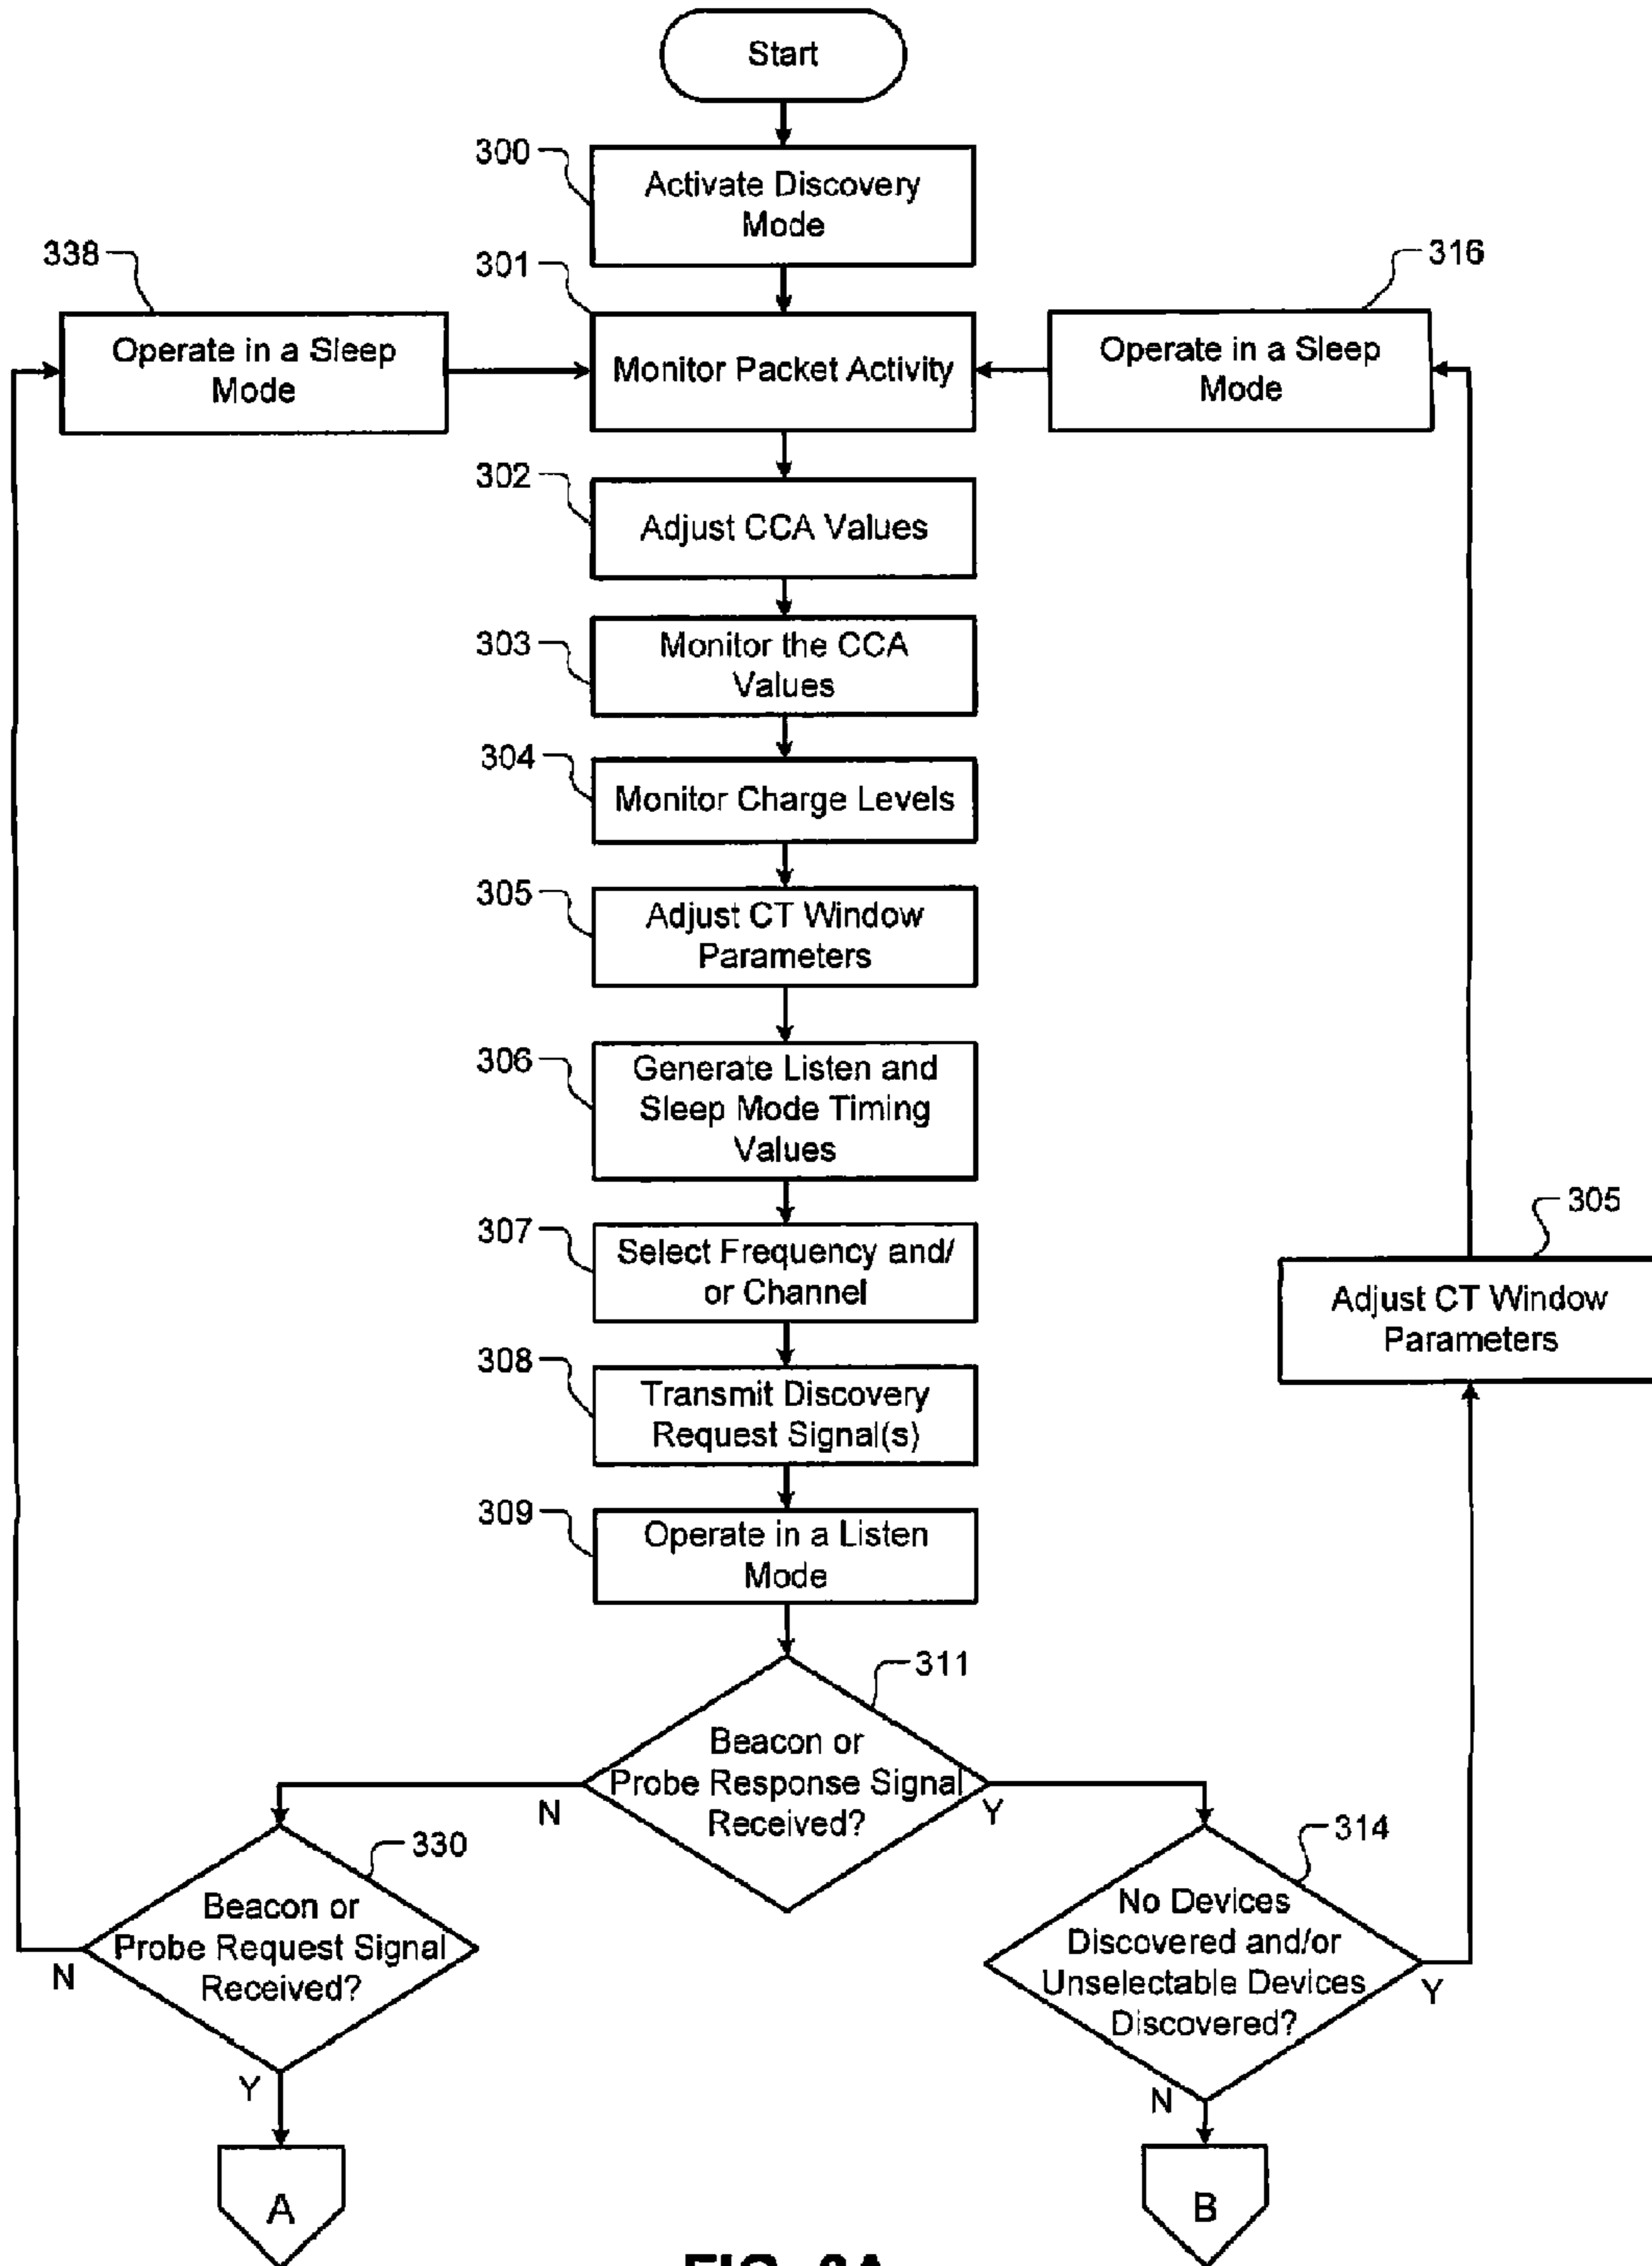 Start
300
Activate Discovery
Mode
338
301
316
Operate in a Sleep
Mode
Monitor Packet Activity
Operate in a Sleep
Mode
302
Adjust CCA Values
303
Monitor the CCA
Values
304
Monitor Charge Levels
305
Adjust CT Window
Parameters
306
Generate Listen and
Sleep Mode Timing
Values
307
Select Frequency and/
or Channel
305
Adjust CT Window
Parameters
308
Transmit Discovery
Request Signal(s)
309
Operate in a Listen
Mode
311
Beacon or
Probe Response Signal
Received?
N
Y
330
Beacon or
Probe Request Signal
Received?
N
Y
314
No Devices
Discovered and/or
Unselectable Devices
Discovered?
Y
N
A
B